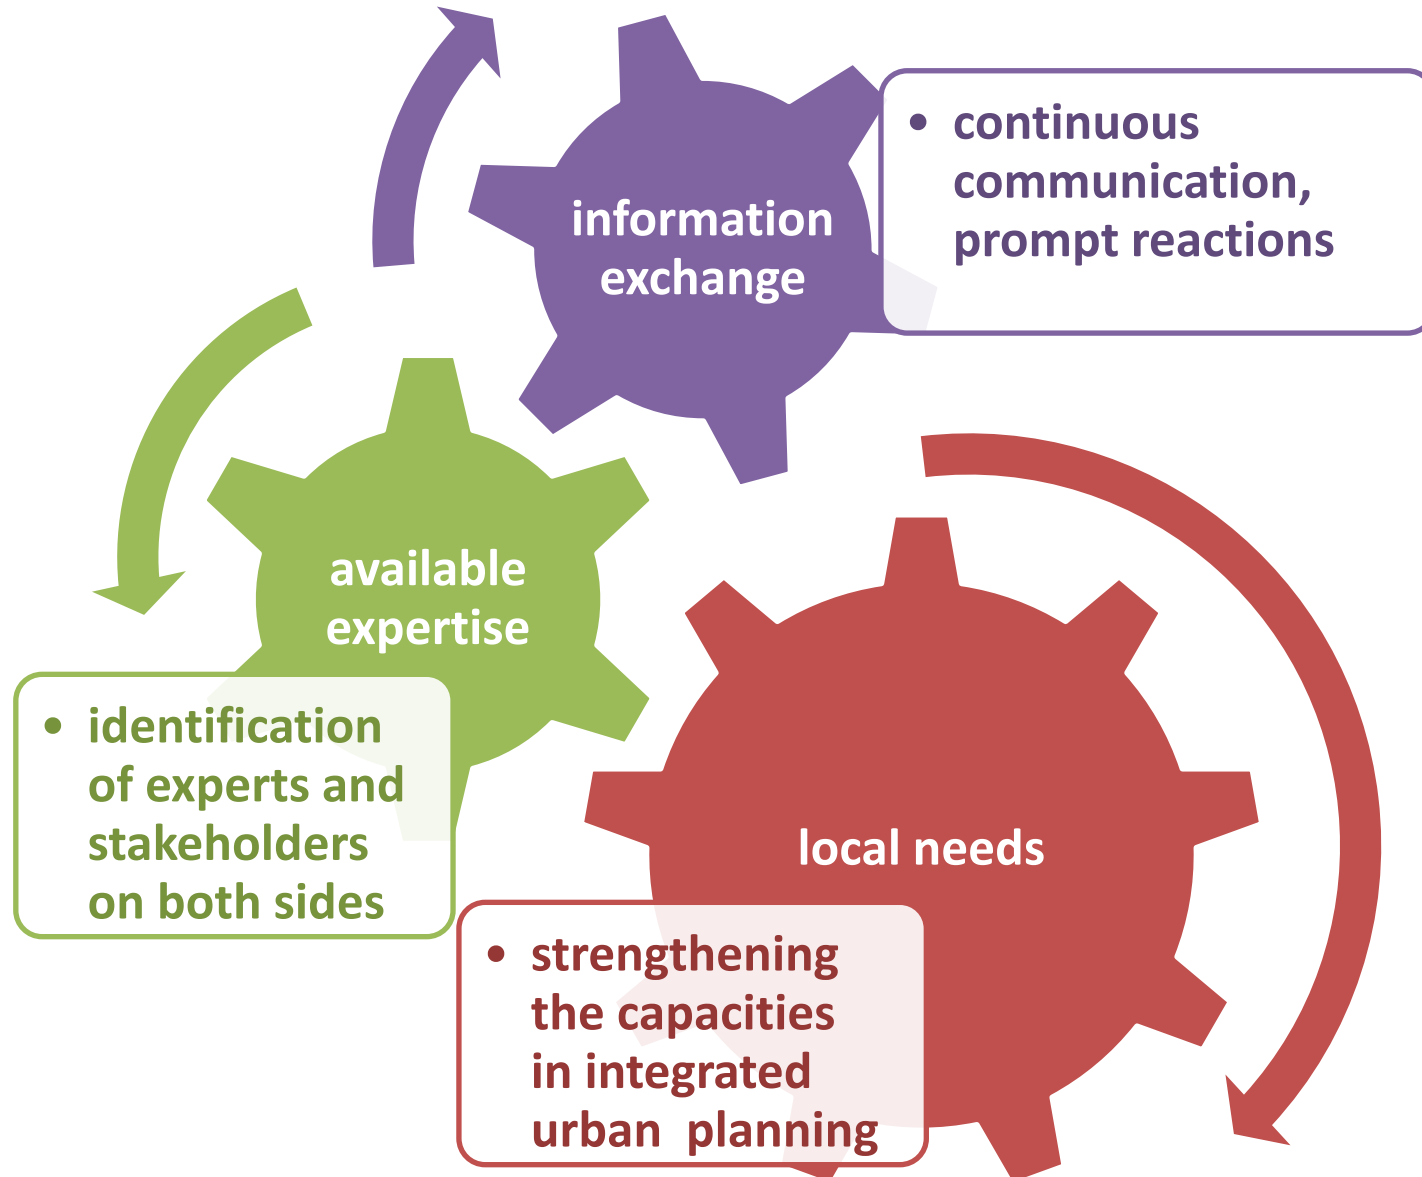 information
exchange
• continuous
communication,
prompt reactions
available
expertise
• identification
of experts and
stakeholders
on both sides
local needs
• strengthening
the capacities
in integrated
urban  planning